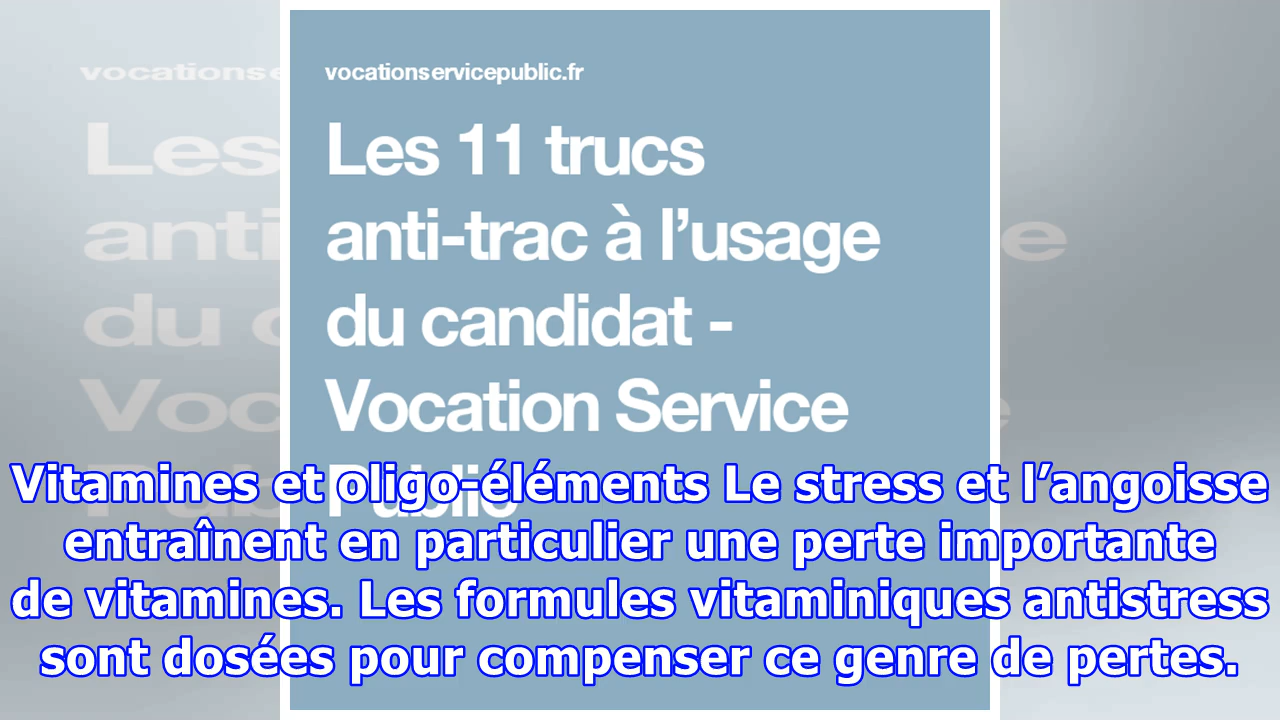 vocationservicepublic.fr
Les 11 trucs
anti-trac à l’usage
du candidat -
Vocation Service
Public
Vitamines et oligo-éléments Le stress et l’angoisse
entraînent en particulier une perte importante
de vitamines. Les formules vitaminiques antistress
sont dosées pour compenser ce genre de pertes.